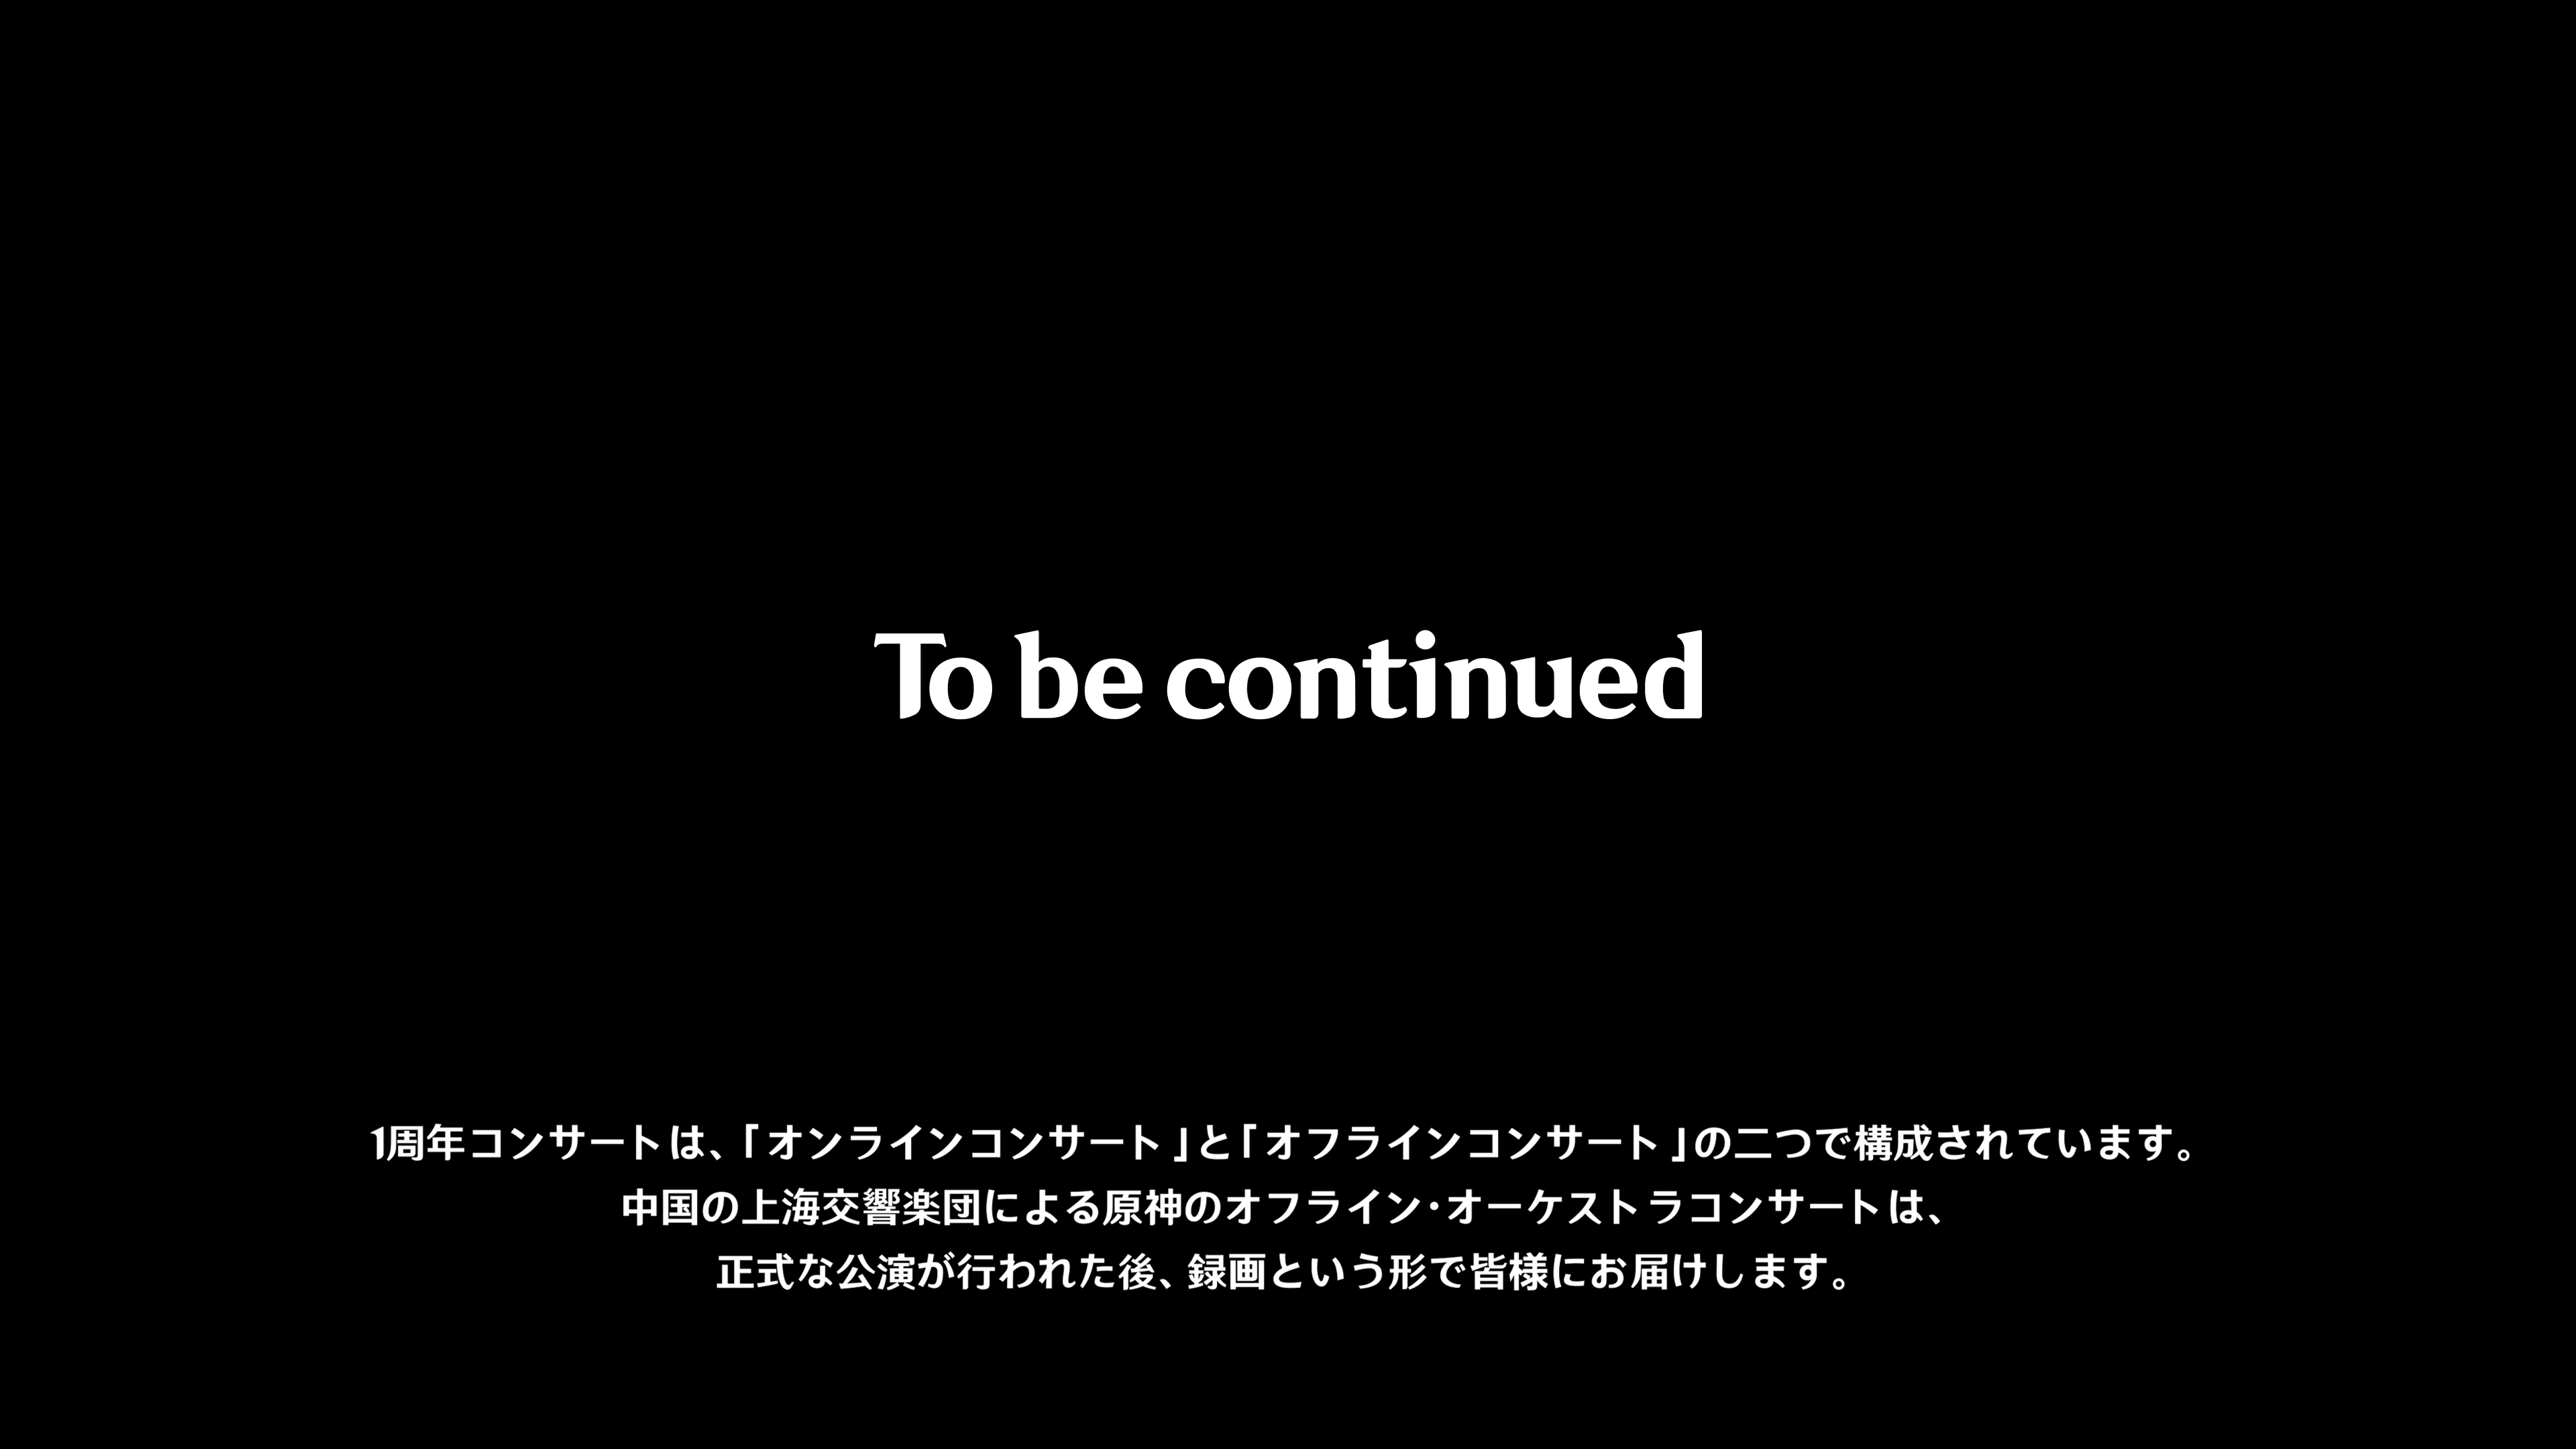 To be continued
1周年コンサートは、「オンラインコンサート」と「オフラインコンサート」の二つで構成されています。
中国の上海交響楽団による原神のオフライン・オーケストラコンサートは、
正式な公演が行われた後、録画という形で皆様にお届けします。